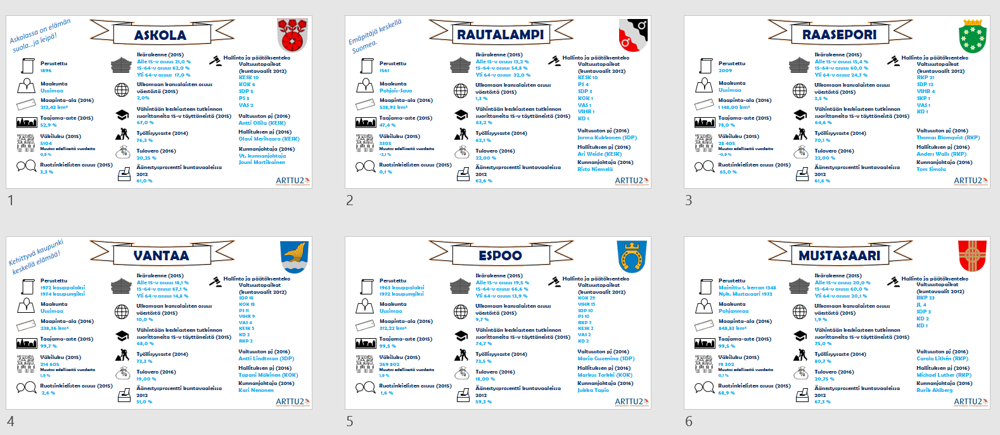 Askolassa on elämän
suola...ja leipä!
ASKOLA
Perustettu
1896
Maakunta
Uusimaa
Maapinta-ala (2016)
212,42 km²
Taajama-aste (2015)
52,9 %
Väkiluku (2015)
5104
Muutos edellisestä vuodesta
0,8 %
Ruotsinkielisten osuus (2015)
3,3 %
Ikärakenne (2015)
Alle 15-v osuus 21,0 %
15-64-v osuus 62,0 %
Yli 64-v osuus 17,0 %
Ulkomaan kansalaisten osuus
väestöstä (2015)
2,0%
Vähintään keskiasteen tutkinnon
suorittaneita 15-v täyttäneistä (2015)
67,0 %
Työllisyysaste (2014)
76,3 %
Tulovero (2016)
20,25 %
Äänestysprosentti kuntavaaleissa
2012
61,0 %
Hallinto ja päätöksenteko
Valtuustopaikat
(kuntavaalit 2012)
KESK 10
KOK 6
SDP 5
PS 3
VAS 2
Valtuuston pj (2016)
Antti Ollila (KESK)
Hallituksen pj (2016)
Olavi Merihaara (KESK)
Kunnanjohtaja (2016)
Vt. kunnanjohtaja
Jouni Martikainen
ARTTU2
1
Emäpitäjä keskellä
Suomea.
RAUTALAMPI
Perustettu
1561
Maakunta
Pohjois-Savo
Maapinta-ala (2016)
538,93 km²
Taajama-aste (2015)
47,4 %
Väkiluku (2015)
3303
Muutos edellisestä vuodesta
-2,1 %
Ruotsinkielisten osuus (2015)
0,1 %
Ikärakenne (2015)
Alle 15-v osuus 13,2 %
15-64-v osuus 54,8 %
Yli 64-v osuus 32,0 %
Ulkomaan kansalaisten osuus
väestöstä (2015)
1,3 %
Vähintään keskiasteen tutkinnon
suorittaneita 15-v täyttäneistä (2015)
63,2 %
Työllisyysaste (2014)
62,1 %
Tulovero (2016)
22,00 %
Äänestysprosentti kuntavaaleissa
2012
62,6 %
Hallinto ja päätöksenteko
Valtuustopaikat
(kuntavaalit 2012)
KESK 10
PS 4
SDP 3
KOK 1
VAS 1
VIHR 1
KD 1
Valtuuston pj (2016)
Jorma Kukkonen (SDP)
Hallituksen pj (2016)
Ari Weide (KESK)
Kunnanjohtaja (2016)
Risto Niemelä
ARTTU2
2
RAASEPORI
Perustettu
2009
Maakunta
Uusimaa
Maapinta-ala (2016)
1 148,00 km²
Taajama-aste (2015)
78,0 %
Väkiluku (2015)
28 405
Muutos edellisestä vuodesta
-0,9 %
Ruotsinkielisten osuus (2015)
65,0 %
Ikärakenne (2015)
Alle 15-v osuus 15,4 %
15-64-v osuus 60,0 %
Yli 64-v osuus 24,7 %
Ulkomaan kansalaisten osuus
väestöstä (2015)
3,5 %
Vähintään keskiasteen tutkinnon
suorittaneita 15-v täyttäneistä (2015)
64,6 %
Työllisyysaste (2014)
70,1 %
Tulovero (2016)
22,00 %
Äänestysprosentti kuntavaaleissa
2012
61,6 %
Hallinto ja päätöksenteko
Valtuustopaikat
(kuntavaalit 2012)
RKP 21
SDP 12
VIHR 4
SKP 1
VAS 1
KD 1
Valtuuston pj (2016)
Thomas Blomqvist (RKP)
Hallituksen pj (2016)
Anders Walls (RKP)
Kunnanjohtaja (2016)
Tom Simola
ARTTU2
3
Kehittyvä kaupunki
keskellä elämää!
VANTAA
Perustettu
1972 kauppalaksi
1974 kaupungiksi
Maakunta
Uusimaa
Maapinta-ala (2016)
238,36 km²
Taajama-aste (2015)
99,7 %
Väkiluku (2015)
214 605
Muutos edellisestä vuodesta
1,9 %
Ruotsinkielisten osuus (2015)
2,6 %
Ikärakenne (2015)
Alle 15-v osuus 18,1 %
15-64-v osuus 67,1 %
Yli 64-v osuus 14,8 %
Ulkomaan kansalaisten osuus
väestöstä (2015)
10,0 %
Vähintään keskiasteen tutkinnon
suorittaneita 15-v täyttäneistä (2015)
68,0 %
Työllisyysaste (2014)
73,3 %
Tulovero (2016)
19,00 %
Äänestysprosentti kuntavaaleissa
2012
51,0 %
Hallinto ja päätöksenteko
Valtuustopaikat
(kuntavaalit 2012)
SDP 18
KOK 18
PS 11
VIHR 9
VAS 4
KESK 3
KD 2
RKP 2
Valtuuston pj (2016)
Antti Lindtman (SDP)
Hallituksen pj (2016)
Tapani Mäkinen (KOK)
Kunnanjohtaja (2016)
Kari Nenonen
ARTTU2
4
ESPOO
Perustettu
1963 kauppalaksi
1972 kaupungiksi
Maakunta
Uusimaa
Maapinta-ala (2016)
312,22 km²
Taajama-aste (2015)
99,5 %
Väkiluku (2015)
269 802
Muutos edellisestä vuodesta
1,9 %
Ruotsinkielisten osuus (2015)
1,6 %
Ikärakenne (2015)
Alle 15-v osuus 19,5 %
15-64-v osuus 66,6 %
Yli 64-v osuus 13,9 %
Ulkomaan kansalaisten osuus
väestöstä (2015)
9,7 %
Vähintään keskiasteen tutkinnon
suorittaneita 15-v täyttäneistä (2015)
74,7 %
Työllisyysaste (2014)
73,5 %
Tulovero (2016)
18,00 %
Äänestysprosentti kuntavaaleissa
2012
59,3 %
Hallinto ja päätöksenteko
Valtuustopaikat
(kuntavaalit 2012)
KOK 29
VIHR 15
SDP 10
PS 10
RKP 7
KESK 2
VAS 2
KD 2
Valtuuston pj (2016)
Maria Guzenina (SDP)
Hallituksen pj (2016)
Markus Torkki (KOK)
Kunnanjohtaja (2016)
Jukka Tapio
ARTTU2
5
MUSTASAARI
Perustettu
Mainittu 1. kerran 1348
Nyk. Mustasaari 1973
Maakunta
Pohjanmaa
Maapinta-ala (2016)
848,83 km²
Taajama-aste (2015)
99,5 %
Väkiluku (2015)
19 302
Muutos edellisestä vuodesta
0,1 %
Ruotsinkielisten osuus (2015)
68,9 %
Ikärakenne (2015)
Alle 15-v osuus 20,0 %
15-64-v osuus 60,0 %
Yli 64-v osuus 20,1 %
Ulkomaan kansalaisten osuus
väestöstä (2015)
1,9 %
Vähintään keskiasteen tutkinnon
suorittaneita 15-v täyttäneistä (2015)
75,0 %
Työllisyysaste (2014)
80,7 %
Tulovero (2016)
20,75 %
Äänestysprosentti kuntavaaleissa
2012
67,3 %
Hallinto ja päätöksenteko
Valtuustopaikat
(kuntavaalit 2012)
RKP 33
JL 4
SDP 3
KD 2
KD 1
Valtuuston pj (2016)
Carola Lithén (RKP)
Hallituksen pj (2016)
Michael Luther (RKP)
Kunnanjohtaja (2016)
Rurik Ahlberg
ARTTU2
6